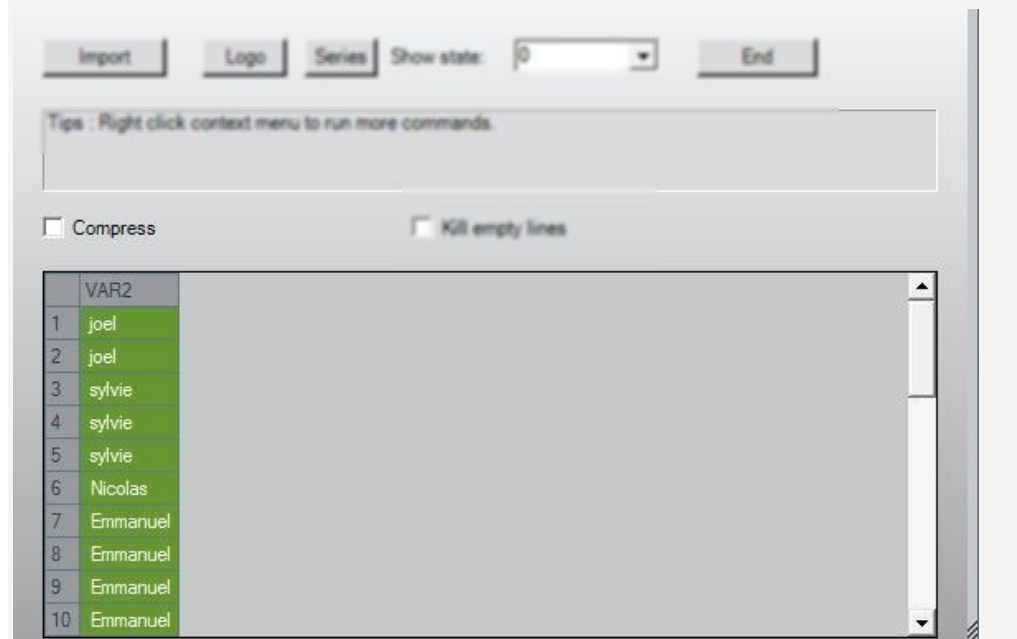 Import Logo Series Show state: 0 End
Tips : Right click context menu to run more commands.
Compress Kill empty lines
VAR2
1 joel
2 joel
3 sylvie
4 sylvie
5 sylvie
6 Nicolas
7 Emmanuel
8 Emmanuel
9 Emmanuel
10 Emmanuel